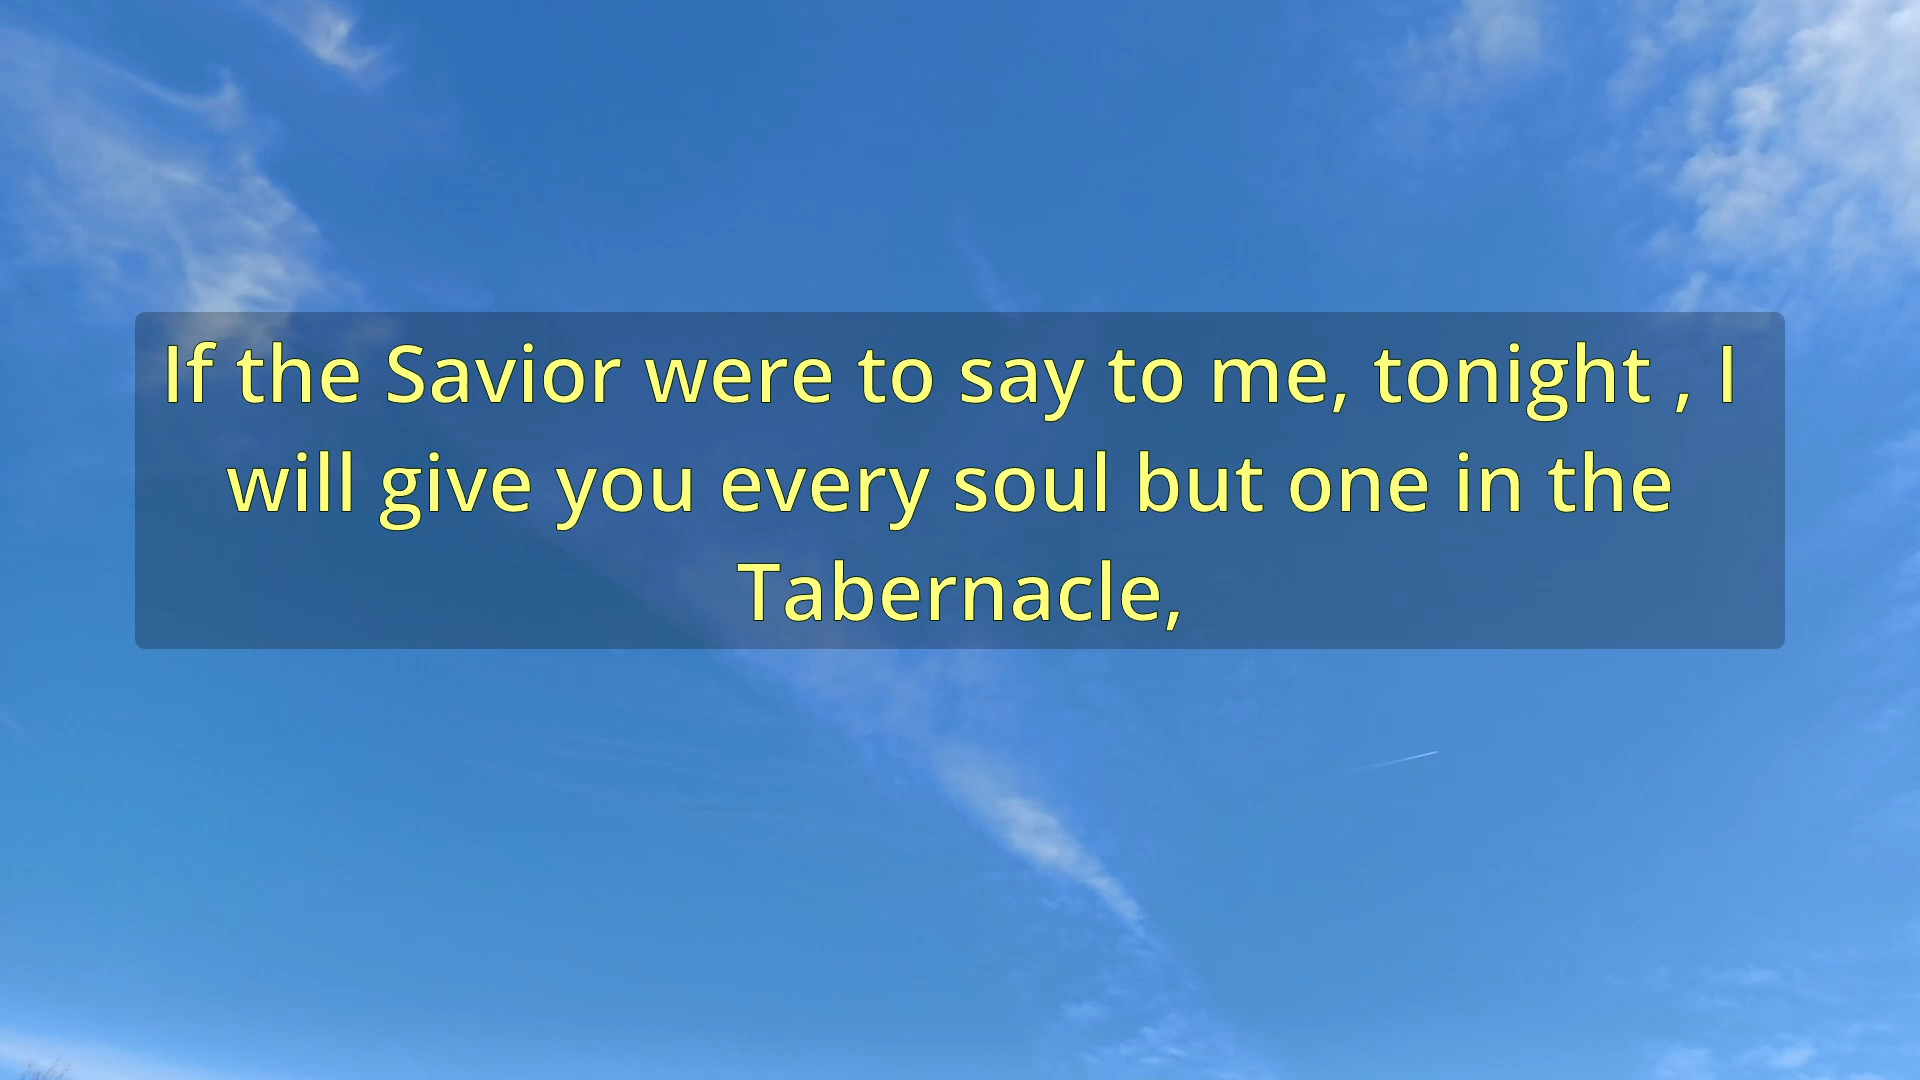 If the Savior were to say to me, tonight , I
will give you every soul but one in the
Tabernacle,